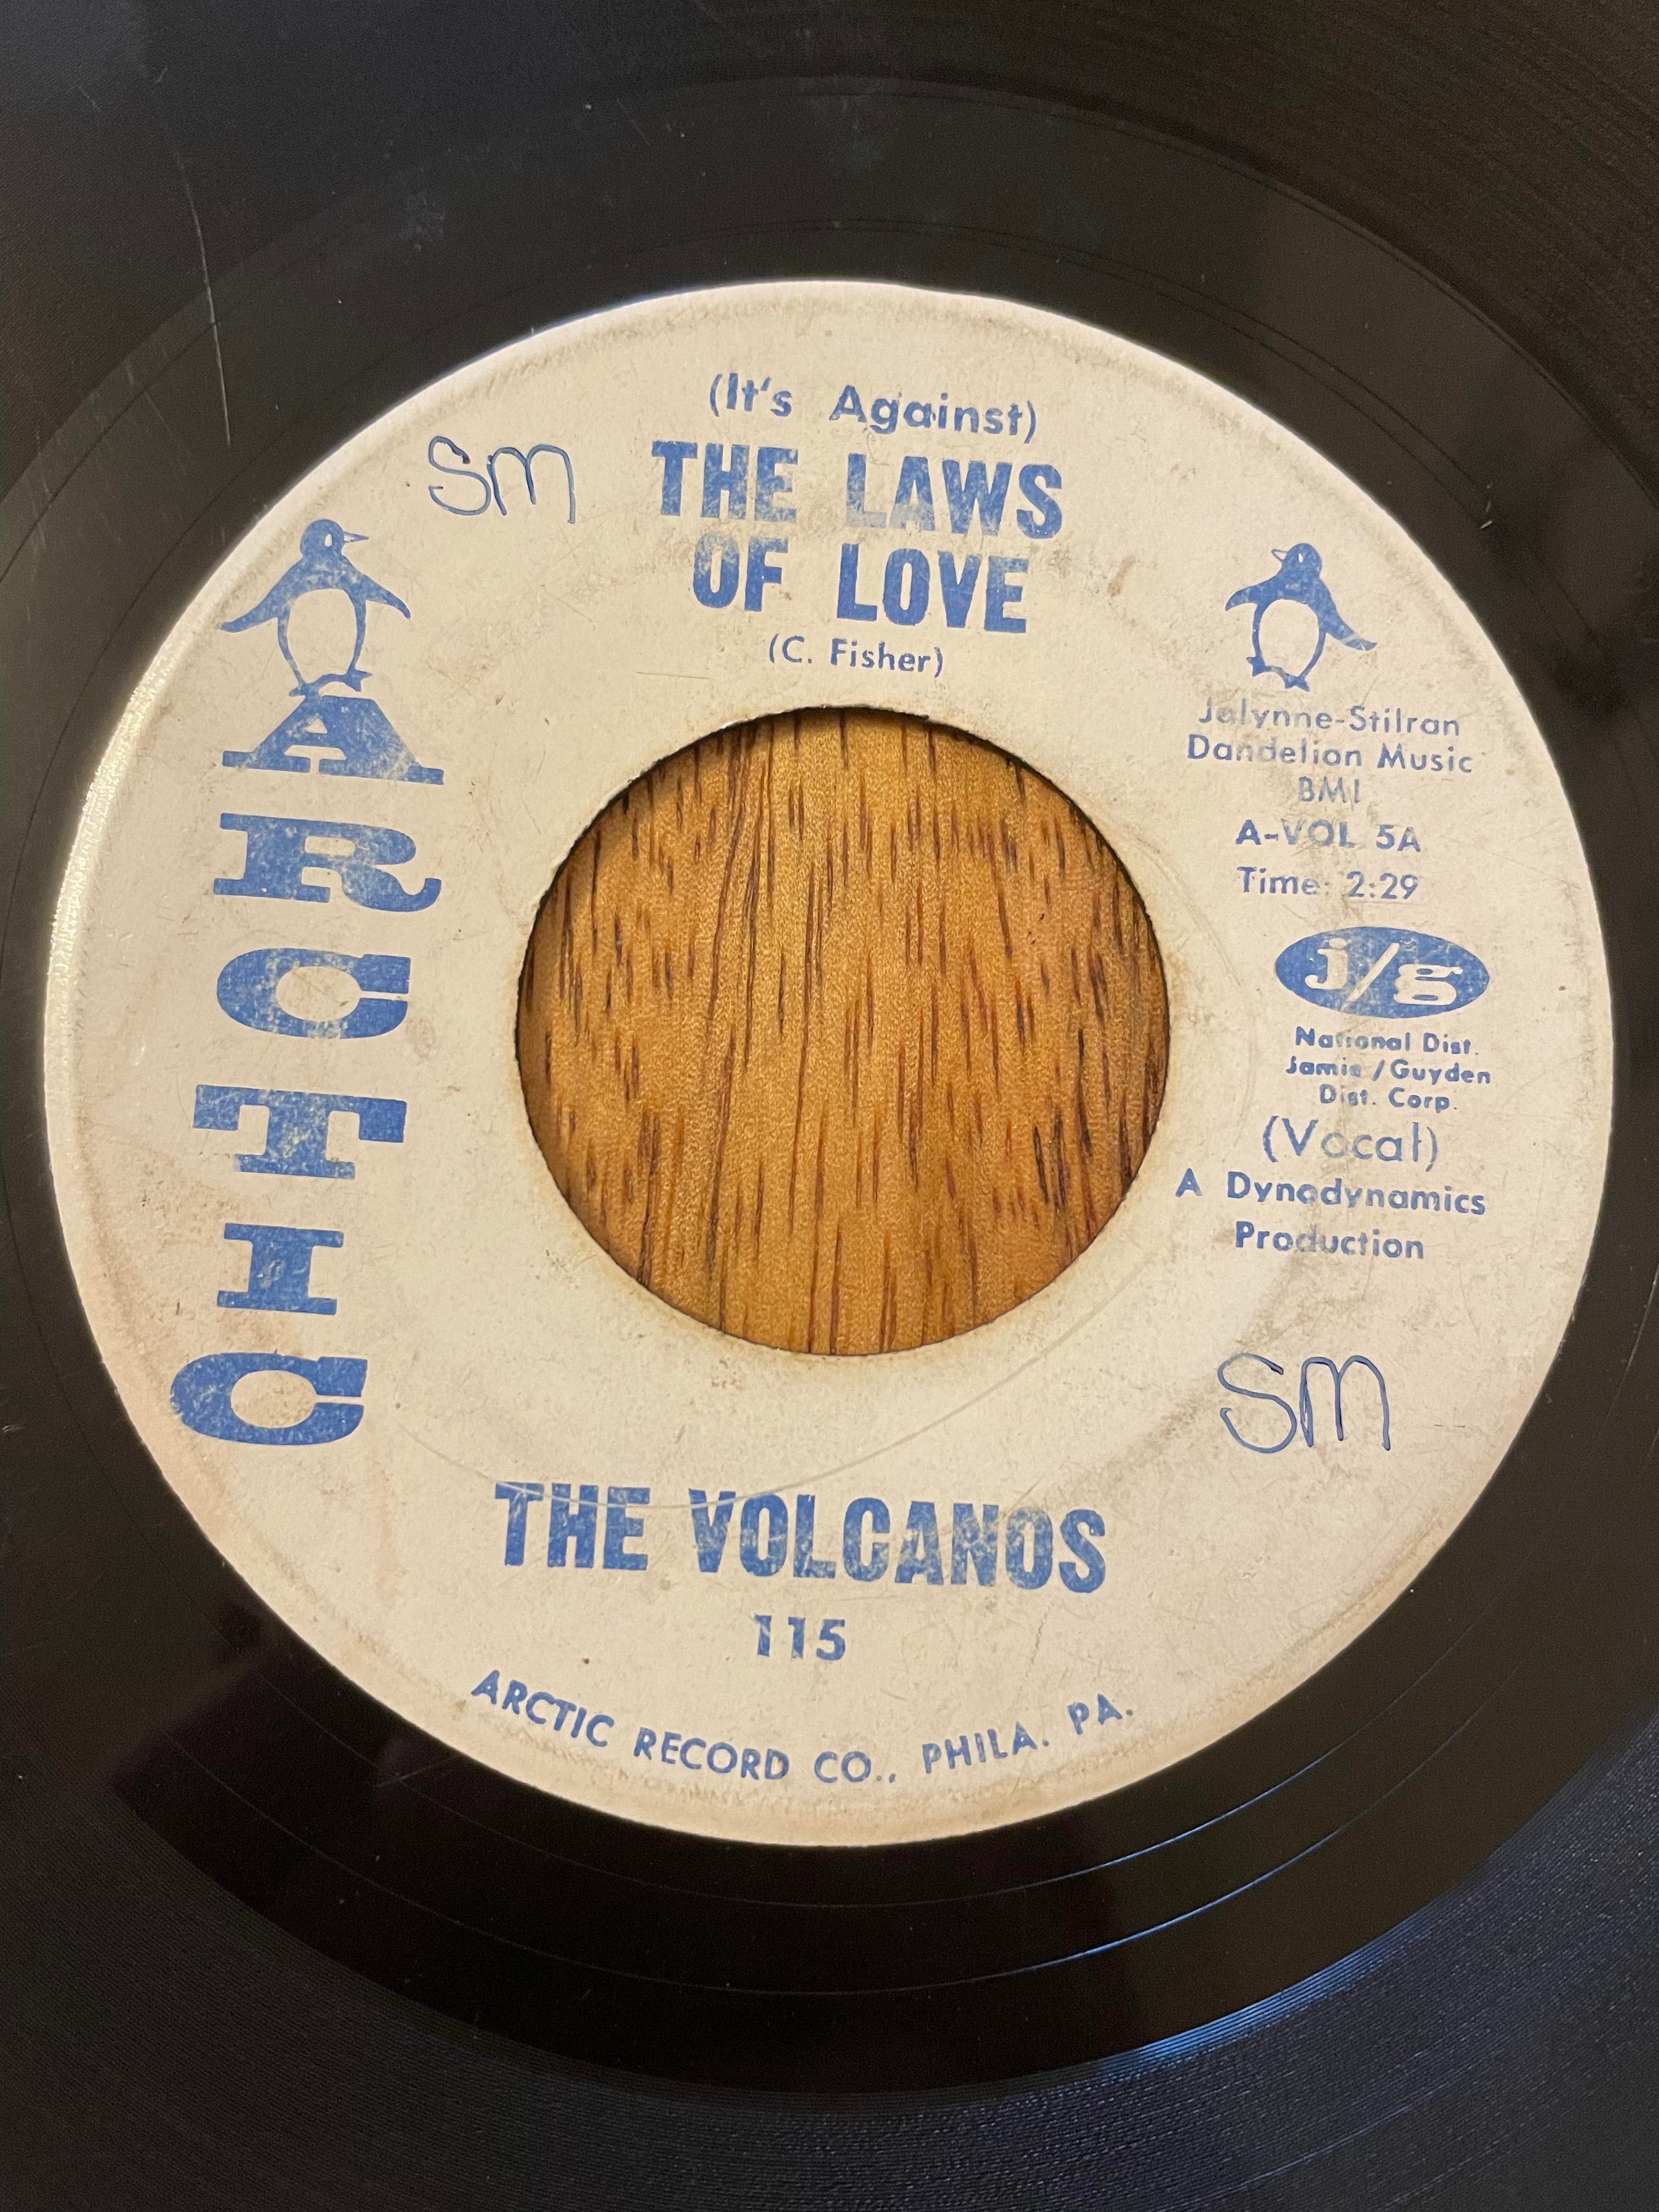 (It's Against)
THE LAWS
OF LOVE
(C. Fisher)
SM
ARCTIC
Jalynne-Stilran
Dandelion Music
BMI
A-VOL 5A
Time: 2:29
j/g
National Dist.
Jamie/Guyden
Dist. Corp.
(Vocal)
A Dynodynamics
Production
SM
THE VOLCANOS
115
ARCTIC RECORD CO., PHILA. PA.